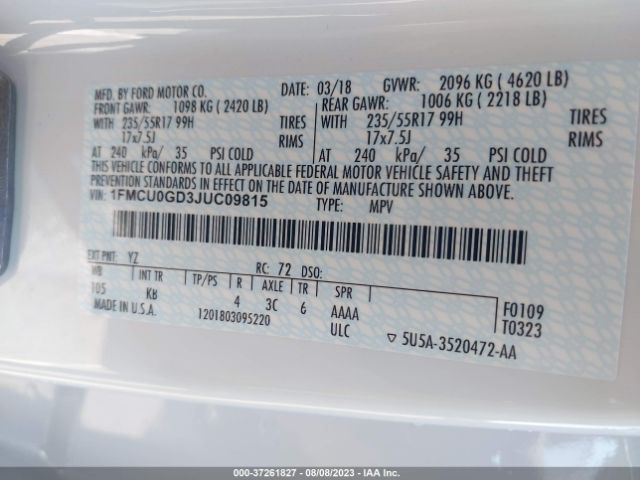 MFD. BY FORD MOTOR CO.
DATE: 03/18 GVWR: 2096 KG ( 4620 LB)
FRONT GAWR: 1098 KG ( 2420 LB)
REAR GAWR: 1006 KG ( 2218 LB)
WITH 235/55R17 99H TIRES
WITH 235/55R17 99H TIRES
17x7.5J RIMS
17x7.5J RIMS
AT 240 kPa/ 35 PSI COLD
AT 240 kPa/ 35 PSI COLD
THIS VEHICLE CONFORMS TO ALL APPLICABLE FEDERAL MOTOR VEHICLE SAFETY AND THEFT
PREVENTION STANDARDS IN EFFECT ON THE DATE OF MANUFACTURE SHOWN ABOVE.
VIN: 1FMCU0GD3JUC09815 TYPE: MPV
EXT PNT: YZ RC: 72 DSO:
WB INT TR TP/PS R AXLE TR SPR
105 KB 4 3C 6 AAAA F0109
MADE IN U.S.A. 1201803095220 ULC T0323
5U5A-3520472-AA
000-37261827 - 08/08/2023 - IAA Inc.